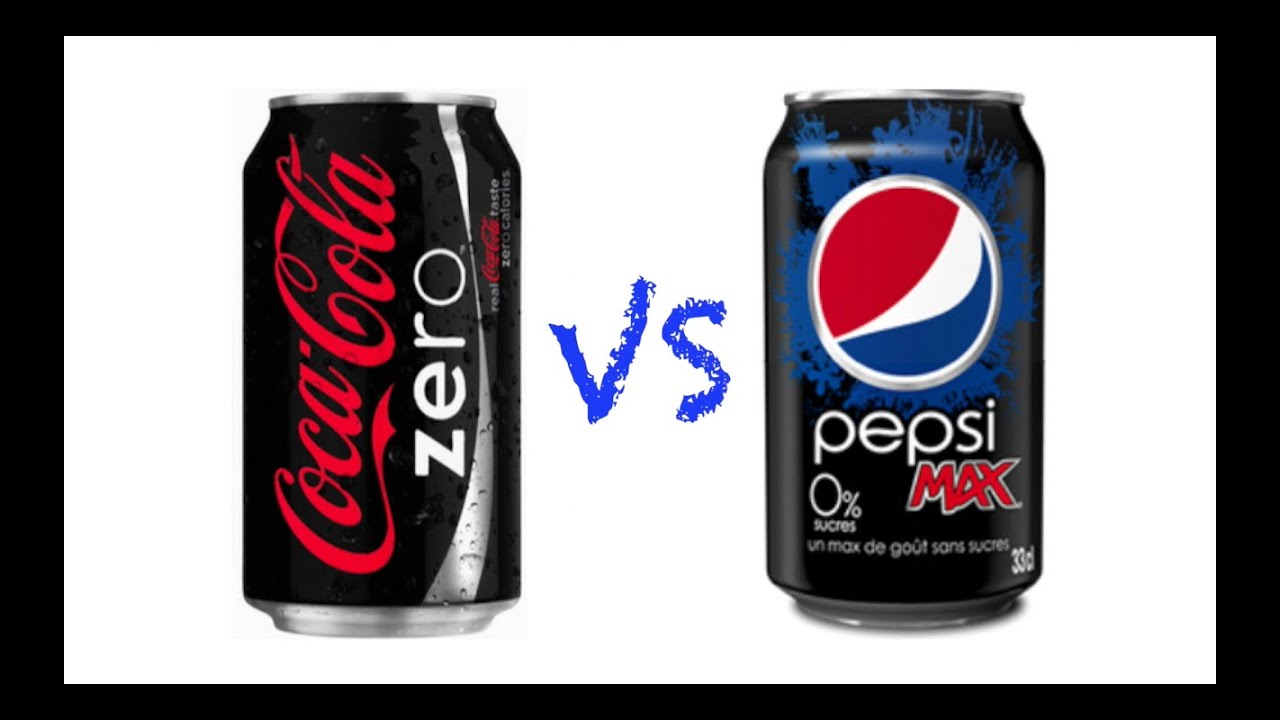 Coca-Cola
zero
real Coca-Cola taste
zero calories
vs
pepsi
MAX
0%
sucres
un max de goût sans sucres
33cl